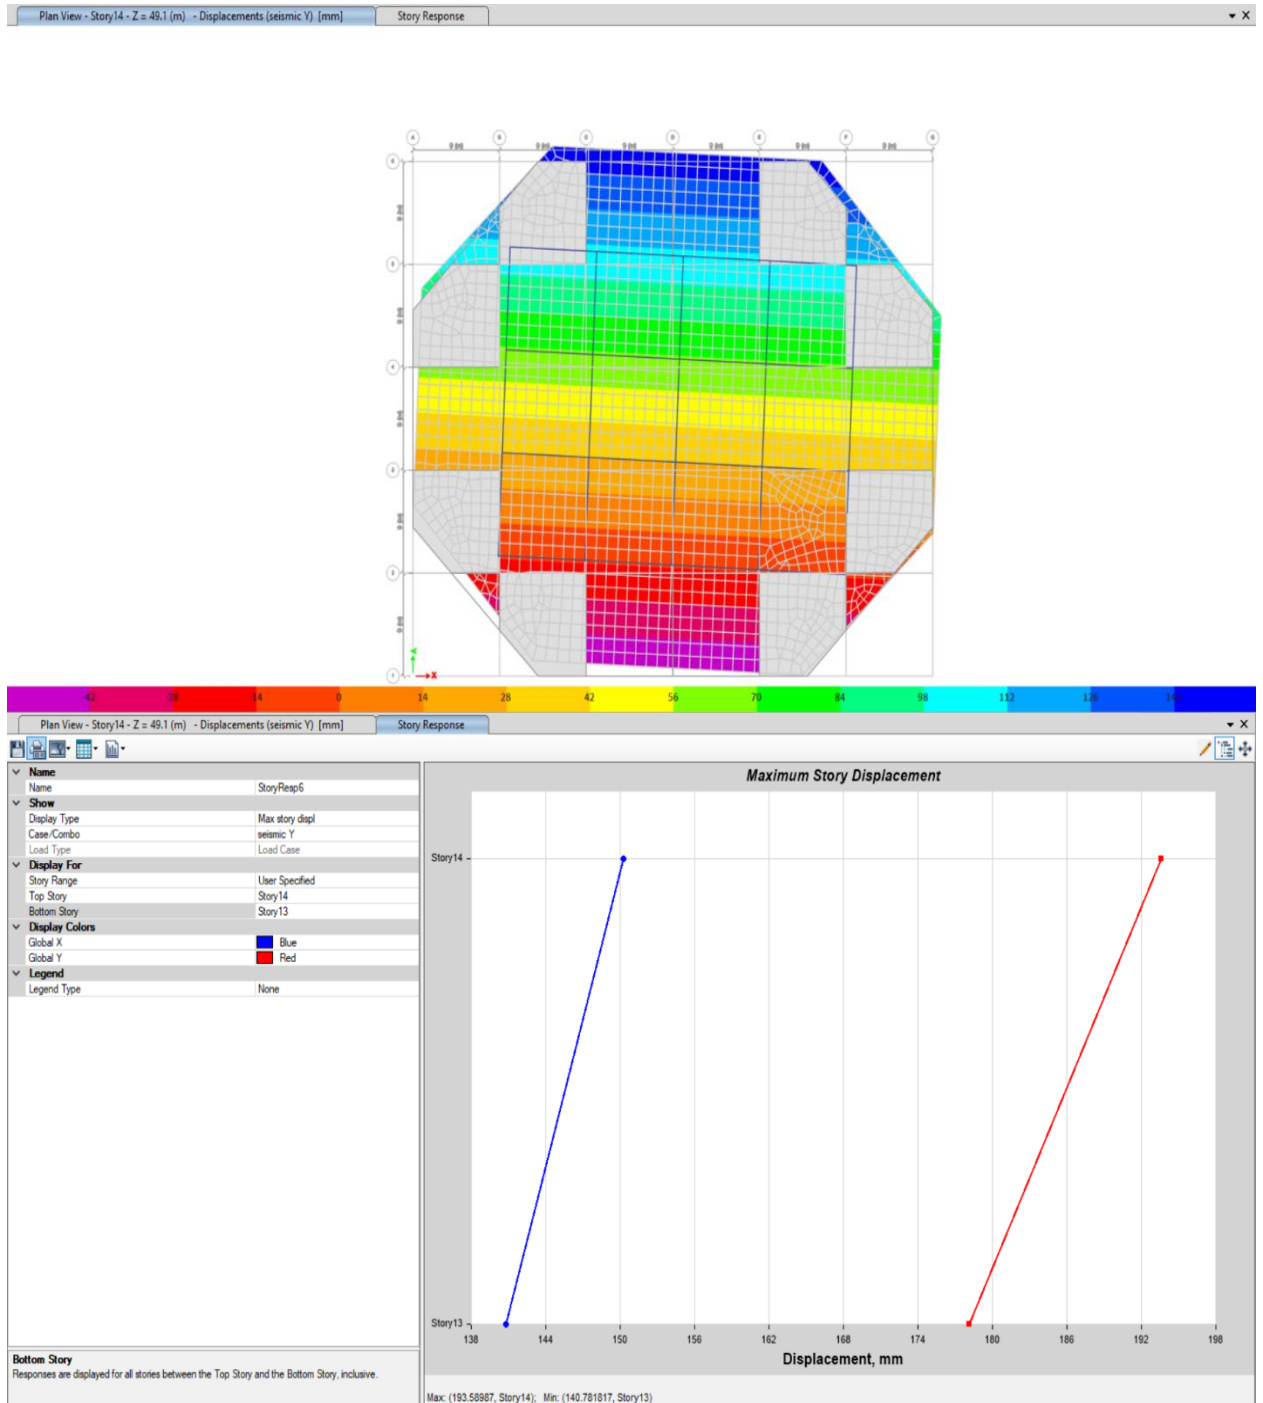 Plan View - Story14 - Z = 49.1 (m) - Displacements (seismic Y) [mm] Story Response
A B C D E F G
X
-42 -28 -14 0 14 28 42 56 70 84 98 112 126 140
Plan View - Story14 - Z = 49.1 (m) - Displacements (seismic Y) [mm] Story Response
Name
Name StoryResp6
Show
Display Type Max story displ
Case/Combo seismic Y
Load Type Load Case
Display For
Story Range User Specified
Top Story Story14
Bottom Story Story13
Display Colors
Global X Blue
Global Y Red
Legend
Legend Type None
Maximum Story Displacement
Story14
Story13
138 144 150 156 162 168 174 180 186 192 198
Displacement, mm
Bottom Story
Responses are displayed for all stories between the Top Story and the Bottom Story, inclusive.
Max: (193.58987, Story14); Min: (140.781817, Story13)